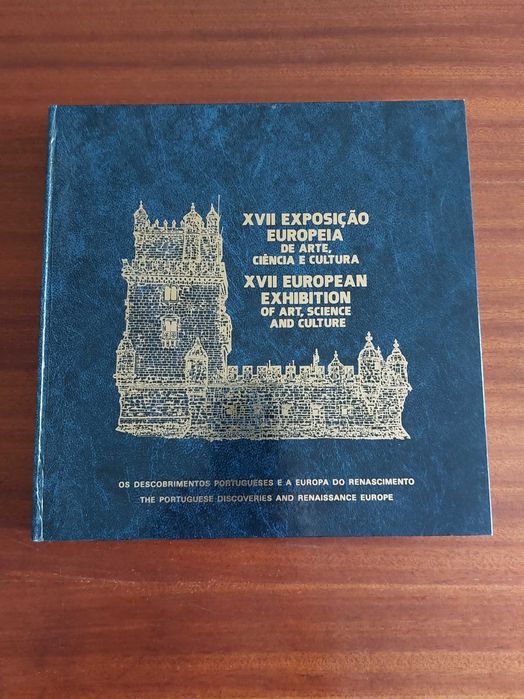 XVII EXPOSIÇÃO
EUROPEIA
DE ARTE,
CIÊNCIA E CULTURA
XVII EUROPEAN
EXHIBITION
OF ART, SCIENCE
AND CULTURE
OS DESCOBRIMENTOS PORTUGUESES E A EUROPA DO RENASCIMENTO
THE PORTUGUESE DISCOVERIES AND RENAISSANCE EUROPE